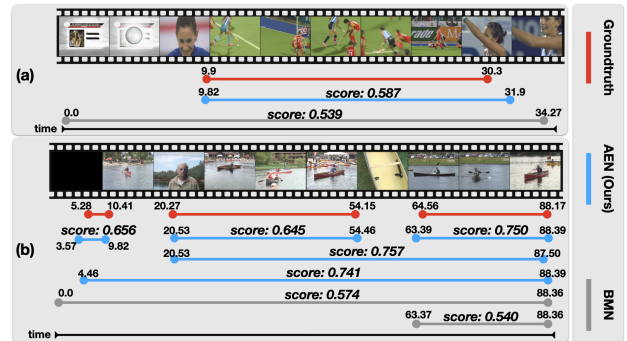 (a)
9.9 30.3
9.82 score: 0.587 31.9
0.0 score: 0.539 34.27
time
(b)
5.28 10.41 20.27 54.15 64.56 88.17
score: 0.656 score: 0.645 score: 0.750
3.57 9.82 20.53 54.46 63.39 88.39
20.53 score: 0.757 87.50
4.46 score: 0.741 88.39
0.0 score: 0.574 88.36
63.37 score: 0.540 88.36
time
Groundtruth
AEN (Ours)
BMN